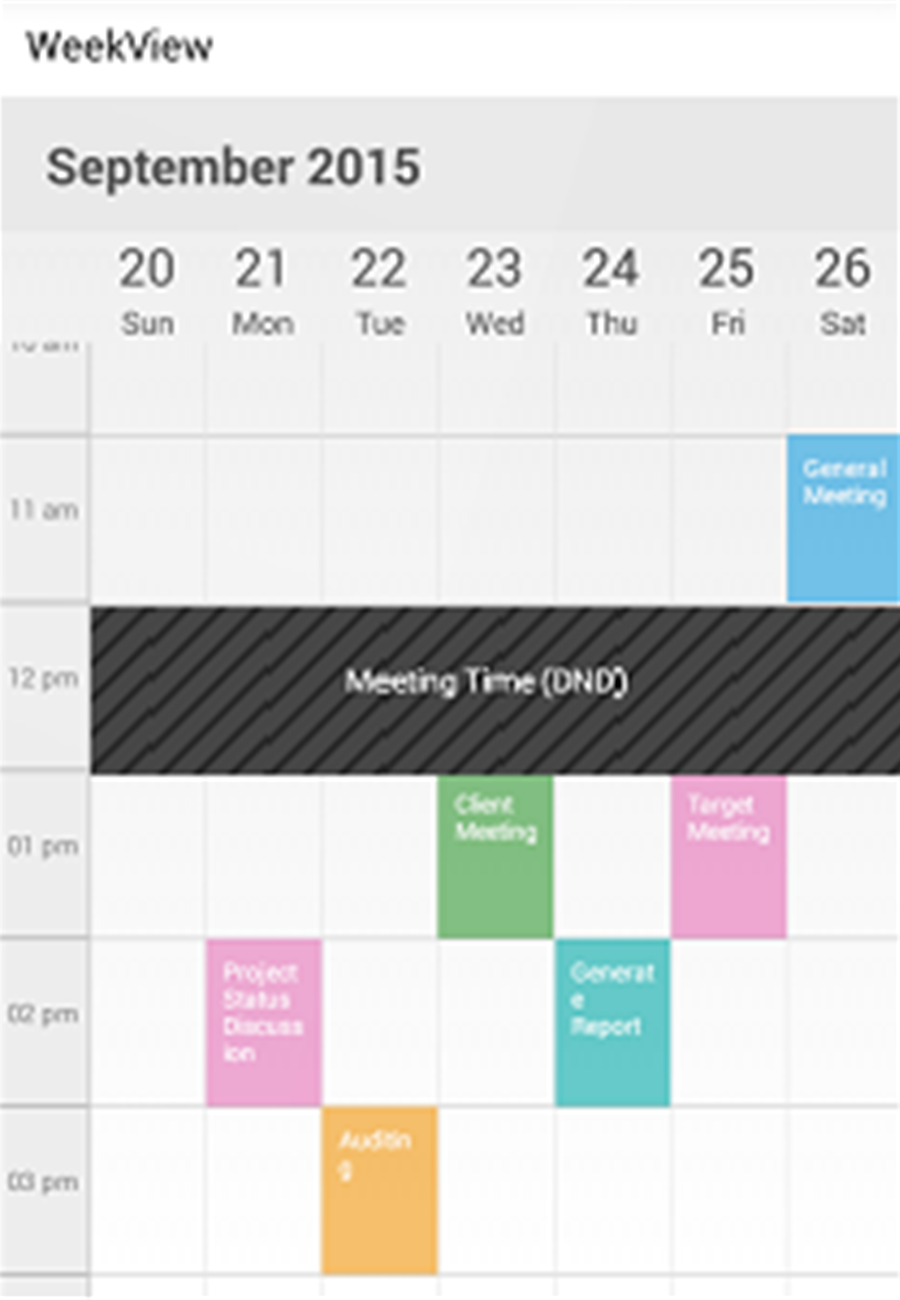 WeekView
September 2015
20 21 22 23 24 25 26
Sun Mon Tue Wed Thu Fri Sat
11 am
General
Meeting
12 pm
Meeting Time (DND)
01 pm
Client
Meeting
Target
Meeting
02 pm
Project
Status
Discuss
ion
Generat
e
Report
03 pm
Auditin
g